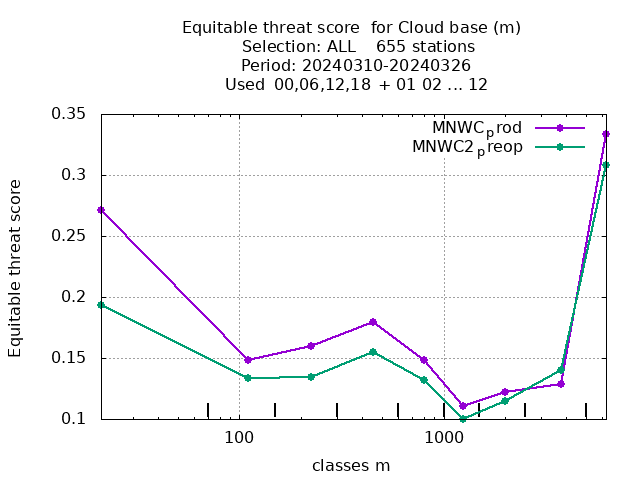 Equitable threat score  for Cloud base (m)
Selection: ALL    655 stations
Period: 20240310-20240326
Used  00,06,12,18  + 01 02 ... 12
MNWCprod
MNWC2preop
0.35
0.3
0.25
0.2
0.15
0.1
Equitable threat score
100
1000
classes m